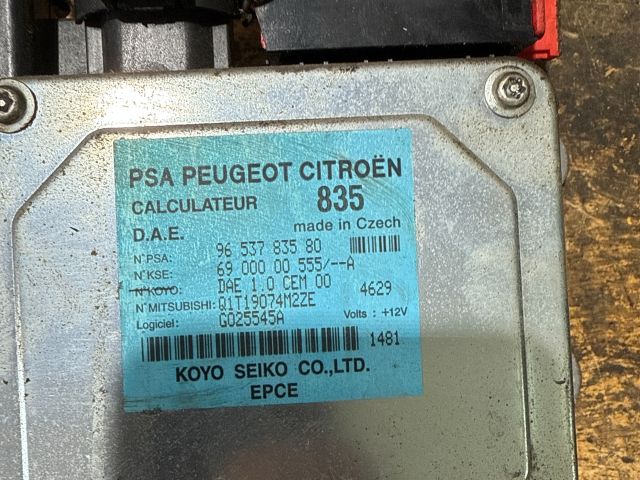 PSA PEUGEOT CITROËN
CALCULATEUR 835
D.A.E. made in Czech
N°PSA: 96 537 835 80
N°KSE: 69 000 00 555/--A
N°KOYO: DAE 1.0 CEM 00 4629
N°MITSUBISHI: Q1T19074M2ZE
Logiciel: G025545A Volts : +12V
1481
KOYO SEIKO CO.,LTD.
EPCE